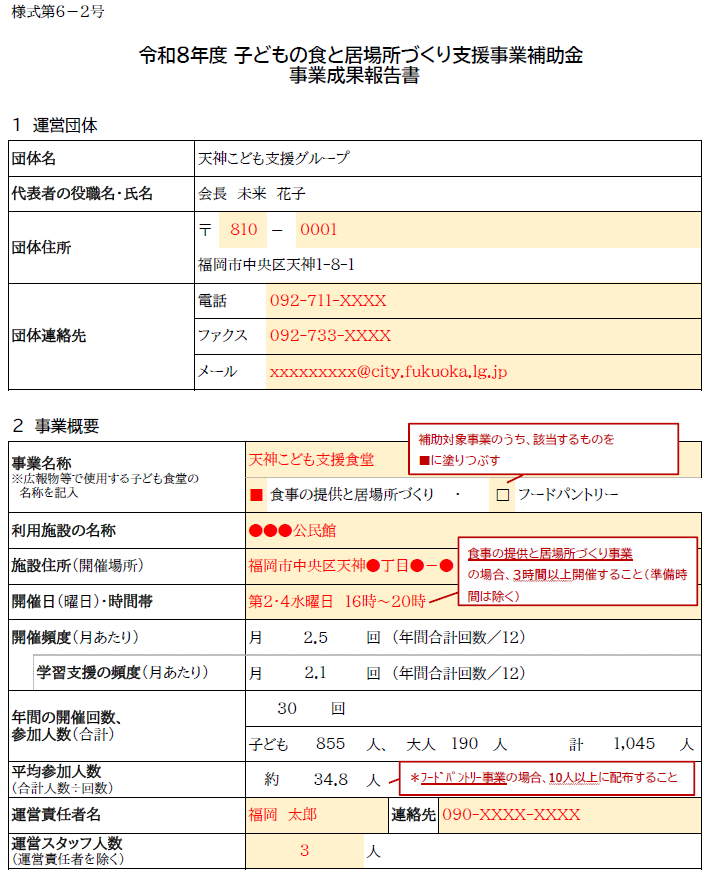 様式第6-2号
令和8年度 子どもの食と居場所づくり支援事業補助金
事業成果報告書
1 運営団体
団体名 天神こども支援グループ
代表者の役職名・氏名 会長 未来 花子
団体住所 〒 810 － 0001
福岡市中央区天神1-8-1
団体連絡先 電話 092-711-XXXX
ファクス 092-733-XXXX
メール xxxxxxxxx@city.fukuoka.lg.jp
2 事業概要
補助対象事業のうち、該当するものを
■に塗りつぶす
事業名称 天神こども支援食堂
※広報物等で使用する子ども食堂の
名称を記入
■ 食事の提供と居場所づくり ・ □ フードパントリー
利用施設の名称 ●●●公民館
施設住所（開催場所） 福岡市中央区天神●丁目●－●
食事の提供と居場所づくり事業
の場合、3時間以上開催すること（準備時
間は除く）
開催日（曜日）・時間帯 第2・4水曜日 16時～20時
開催頻度（月あたり） 月 2.5 回 （年間合計回数／12）
学習支援の頻度（月あたり） 月 2.1 回 （年間合計回数／12）
年間の開催回数、
参加人数（合計）
30 回
子ども 855 人、 大人 190 人 計 1,045 人
平均参加人数
（合計人数÷回数）
約 34.8 人
＊ﾌｰﾄﾞﾊﾟﾝﾄﾘｰ事業の場合、10人以上に配布すること
運営責任者名 福岡 太郎 連絡先 090-XXXX-XXXX
運営スタッフ人数
（運営責任者を除く）
3 人